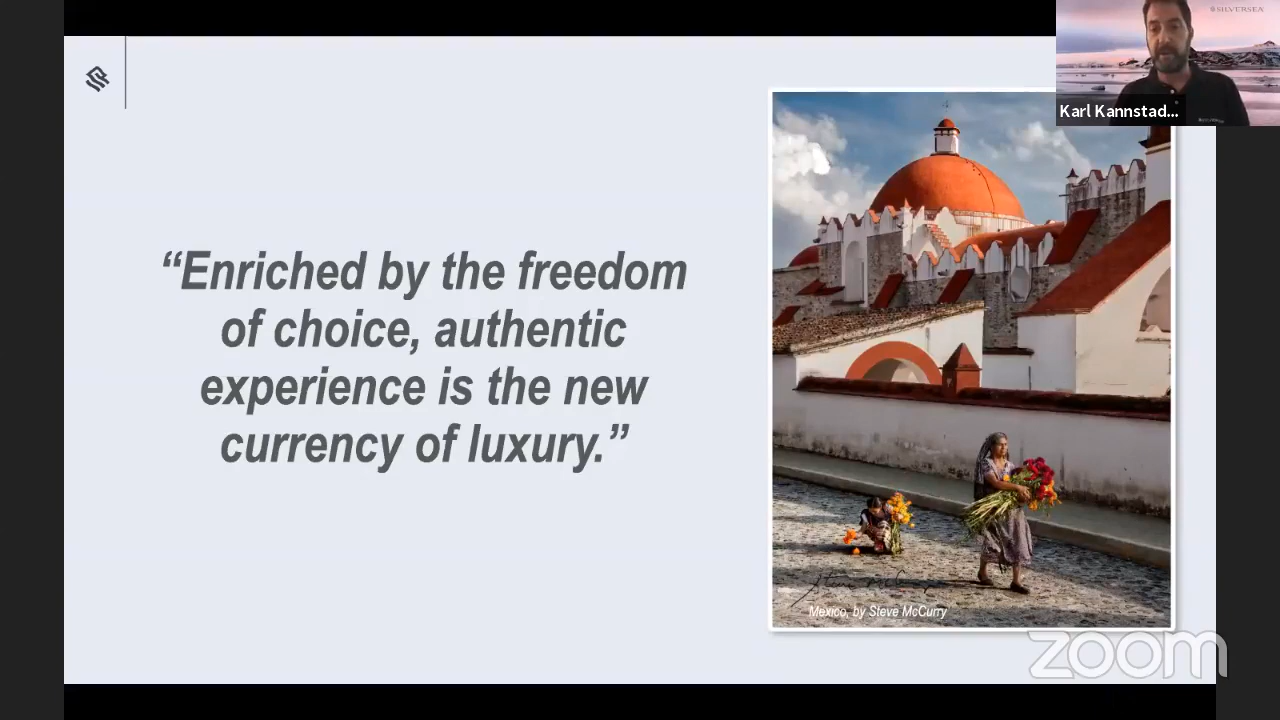 SILVERSEA
Karl Kannstad...
“Enriched by the freedom
of choice, authentic
experience is the new
currency of luxury.”
Mexico, by Steve McCurry
zoom